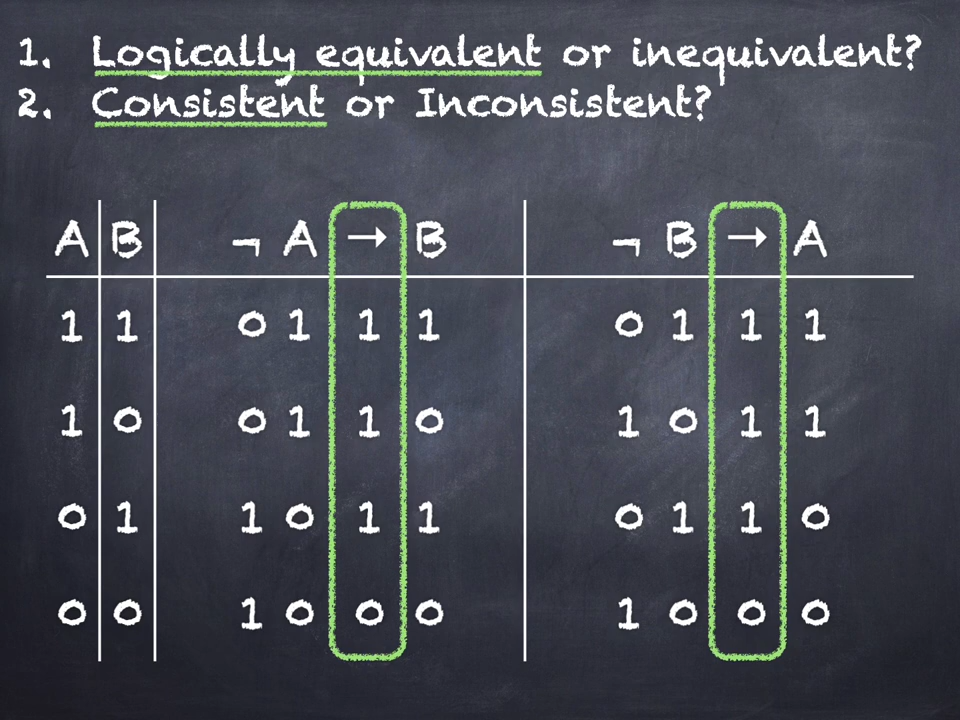 1. Logically equivalent or inequivalent?
2. Consistent or Inconsistent?
A B ¬ A → B ¬ B → A
1 1 0 1 1 1 0 1 1 1
1 0 0 1 1 0 1 0 1 1
0 1 1 0 1 1 0 1 1 0
0 0 1 0 0 0 1 0 0 0